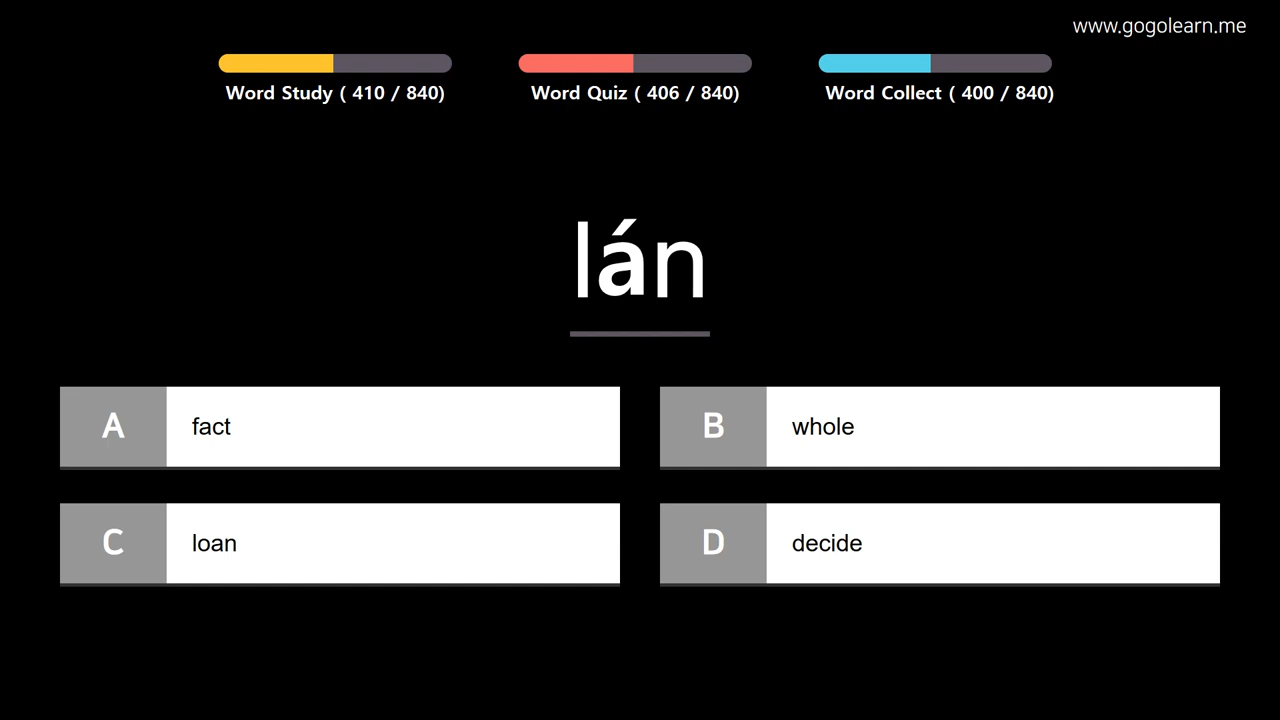 www.gogolearn.me
Word Study ( 410 / 840)
Word Quiz ( 406 / 840)
Word Collect ( 400 / 840)
lán
A fact
B whole
C loan
D decide